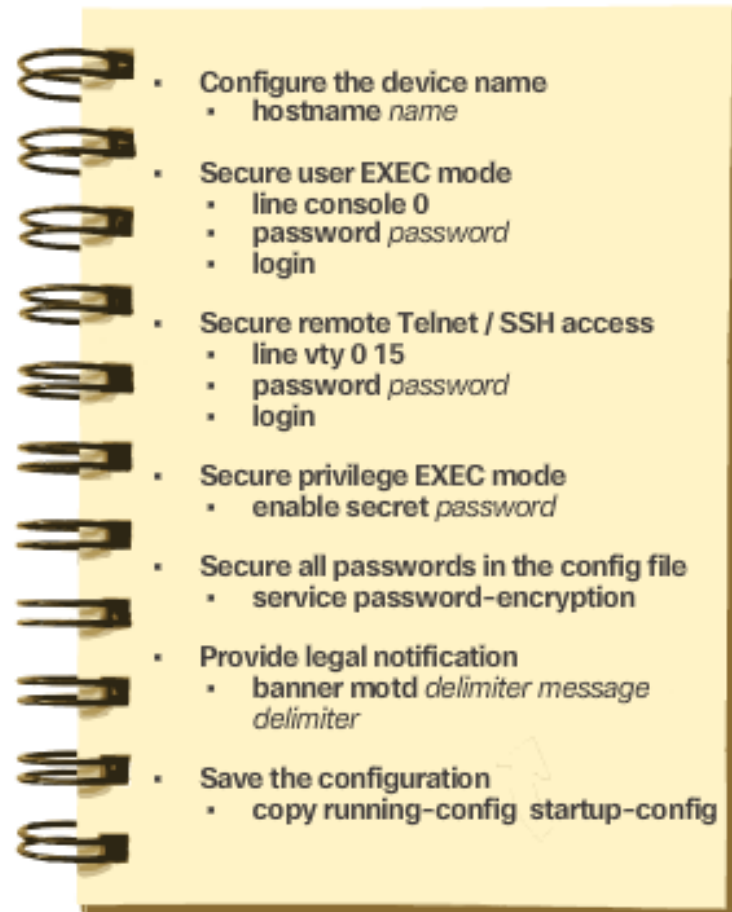 ▪ Configure the device name
▪ hostname name
▪ Secure user EXEC mode
▪ line console 0
▪ password password
▪ login
▪ Secure remote Telnet / SSH access
▪ line vty 0 15
▪ password password
▪ login
▪ Secure privilege EXEC mode
▪ enable secret password
▪ Secure all passwords in the config file
▪ service password-encryption
▪ Provide legal notification
▪ banner motd delimiter message
delimiter
▪ Save the configuration
▪ copy running-config startup-config